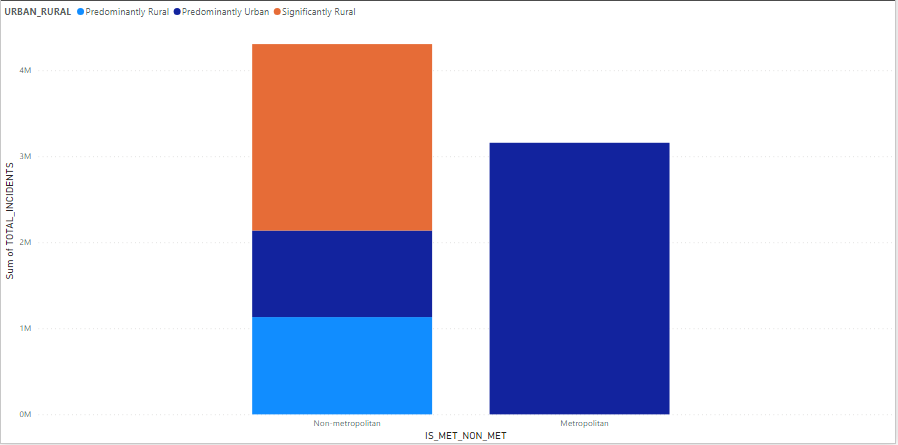 URBAN_RURAL Predominantly Rural Predominantly Urban Significantly Rural
4M
3M
2M
1M
0M
Sum of TOTAL_INCIDENTS
Non-metropolitan Metropolitan
IS_MET_NON_MET